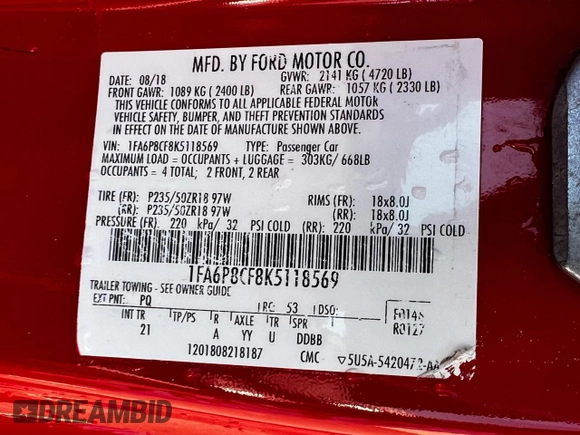 MFD. BY FORD MOTOR CO.
DATE: 08/18 GVWR: 2141 KG ( 4720 LB)
FRONT GAWR: 1089 KG ( 2400 LB) REAR GAWR: 1057 KG ( 2330 LB)
THIS VEHICLE CONFORMS TO ALL APPLICABLE FEDERAL MOTOR
VEHICLE SAFETY, BUMPER, AND THEFT PREVENTION STANDARDS
IN EFFECT ON THE DATE OF MANUFACTURE SHOWN ABOVE.
VIN: 1FA6P8CF8K5118569 TYPE: Passenger Car
MAXIMUM LOAD = OCCUPANTS + LUGGAGE = 303KG/ 668LB
OCCUPANTS = 4 TOTAL; 2 FRONT, 2 REAR
TIRE (FR): P235/50ZR18 97W RIMS (FR): 18x8.0J
(RR): P235/50ZR18 97W (RR): 18x8.0J
PRESSURE (FR): 220 kPa/ 32 PSI COLD (RR): 220 kPa/ 32 PSI COLD
1FA6P8CF8K5118569
TRAILER TOWING - SEE OWNER GUIDE
EXT PNT: PQ RC: 53 DSO: F0148
INT TR TP/PS R AXLE TR SPR R0127
21 A YY U DDBB
1201808218187 CMC ▽5U5A-5420472-AA
DREAMBID